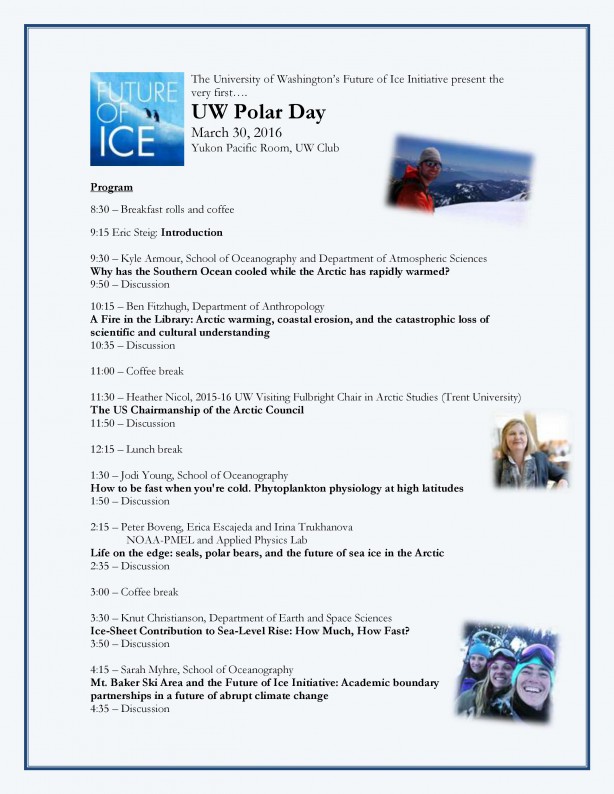 FUTURE
OF
ICE
The University of Washington's Future of Ice Initiative present the
very first….
UW Polar Day
March 30, 2016
Yukon Pacific Room, UW Club
Program
8:30 – Breakfast rolls and coffee
9:15 Eric Steig: Introduction
9:30 – Kyle Armour, School of Oceanography and Department of Atmospheric Sciences
Why has the Southern Ocean cooled while the Arctic has rapidly warmed?
9:50 – Discussion
10:15 – Ben Fitzhugh, Department of Anthropology
A Fire in the Library: Arctic warming, coastal erosion, and the catastrophic loss of
scientific and cultural understanding
10:35 – Discussion
11:00 – Coffee break
11:30 – Heather Nicol, 2015-16 UW Visiting Fulbright Chair in Arctic Studies (Trent University)
The US Chairmanship of the Arctic Council
11:50 – Discussion
12:15 – Lunch break
1:30 – Jodi Young, School of Oceanography
How to be fast when you're cold. Phytoplankton physiology at high latitudes
1:50 – Discussion
2:15 – Peter Boveng, Erica Escajeda and Irina Trukhanova
NOAA-PMEL and Applied Physics Lab
Life on the edge: seals, polar bears, and the future of sea ice in the Arctic
2:35 – Discussion
3:00 – Coffee break
3:30 – Knut Christianson, Department of Earth and Space Sciences
Ice-Sheet Contribution to Sea-Level Rise: How Much, How Fast?
3:50 – Discussion
4:15 – Sarah Myhre, School of Oceanography
Mt. Baker Ski Area and the Future of Ice Initiative: Academic boundary
partnerships in a future of abrupt climate change
4:35 – Discussion